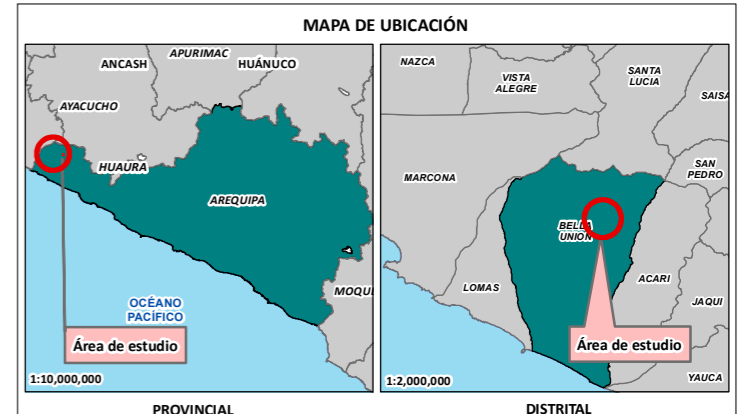 MAPA DE UBICACIÓN
APURIMAC
ANCASH
HUÁNUCO
AYACUCHO
HUAURA
AREQUIPA
MOQUE
OCÉANO
PACÍFICO
Área de estudio
1:10,000,000
PROVINCIAL
NAZCA
VISTA
ALEGRE
SANTA
LUCIA
SAISA
SAN
PEDRO
MARCONA
BELLA
UNION
LOMAS
ACARI
JAQUI
Área de estudio
1:2,000,000
YAUCA
DISTRITAL